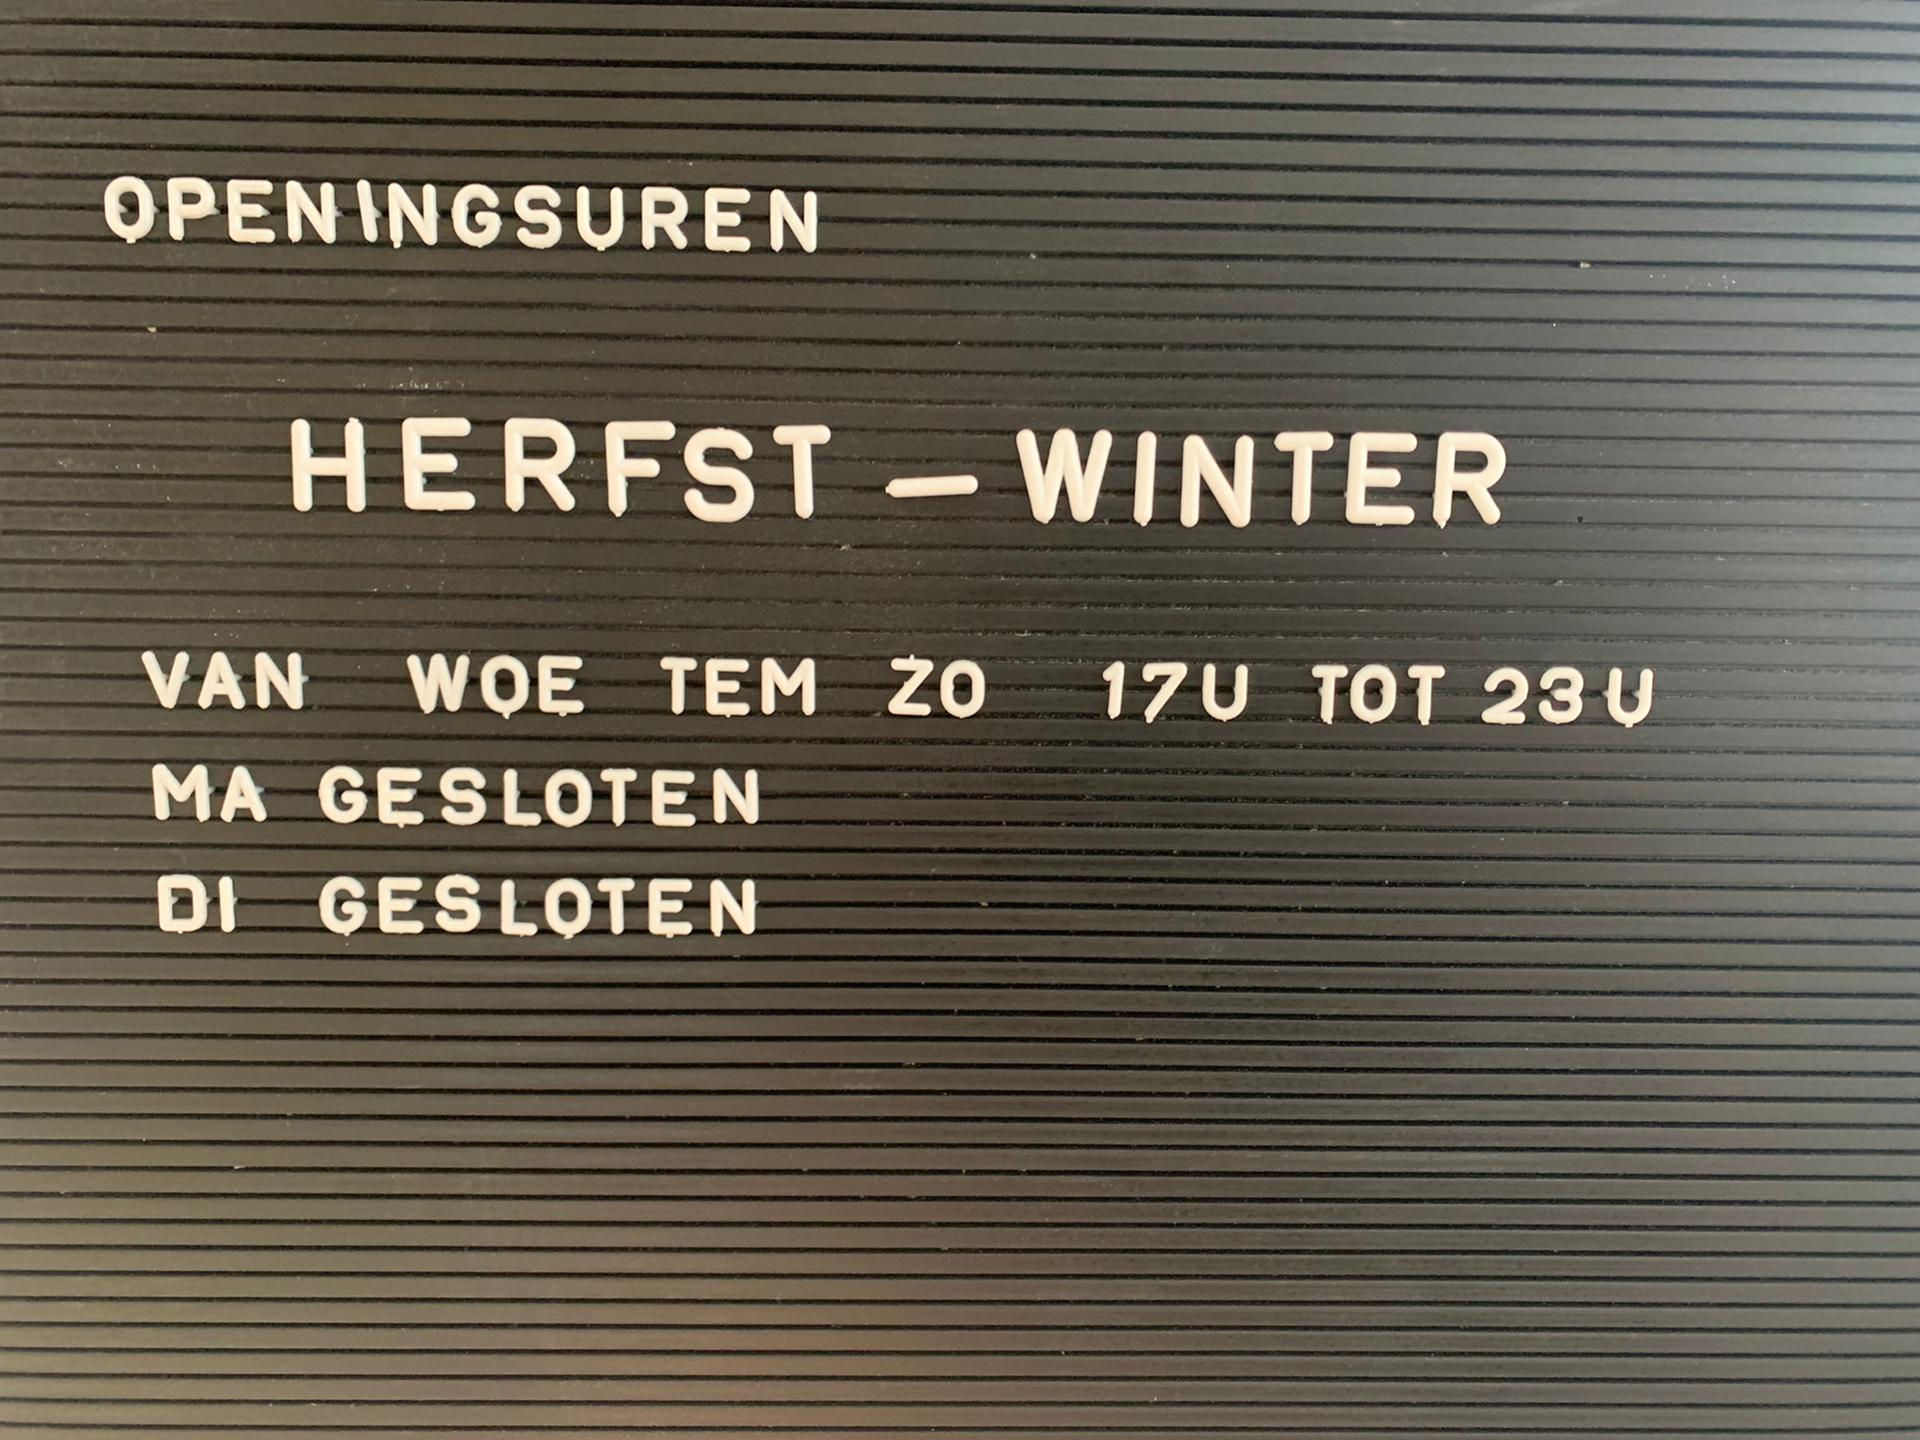 OPENINGSUREN
HERFST - WINTER
VAN WOE TEM ZO 17U TOT 23U
MA GESLOTEN
DI GESLOTEN